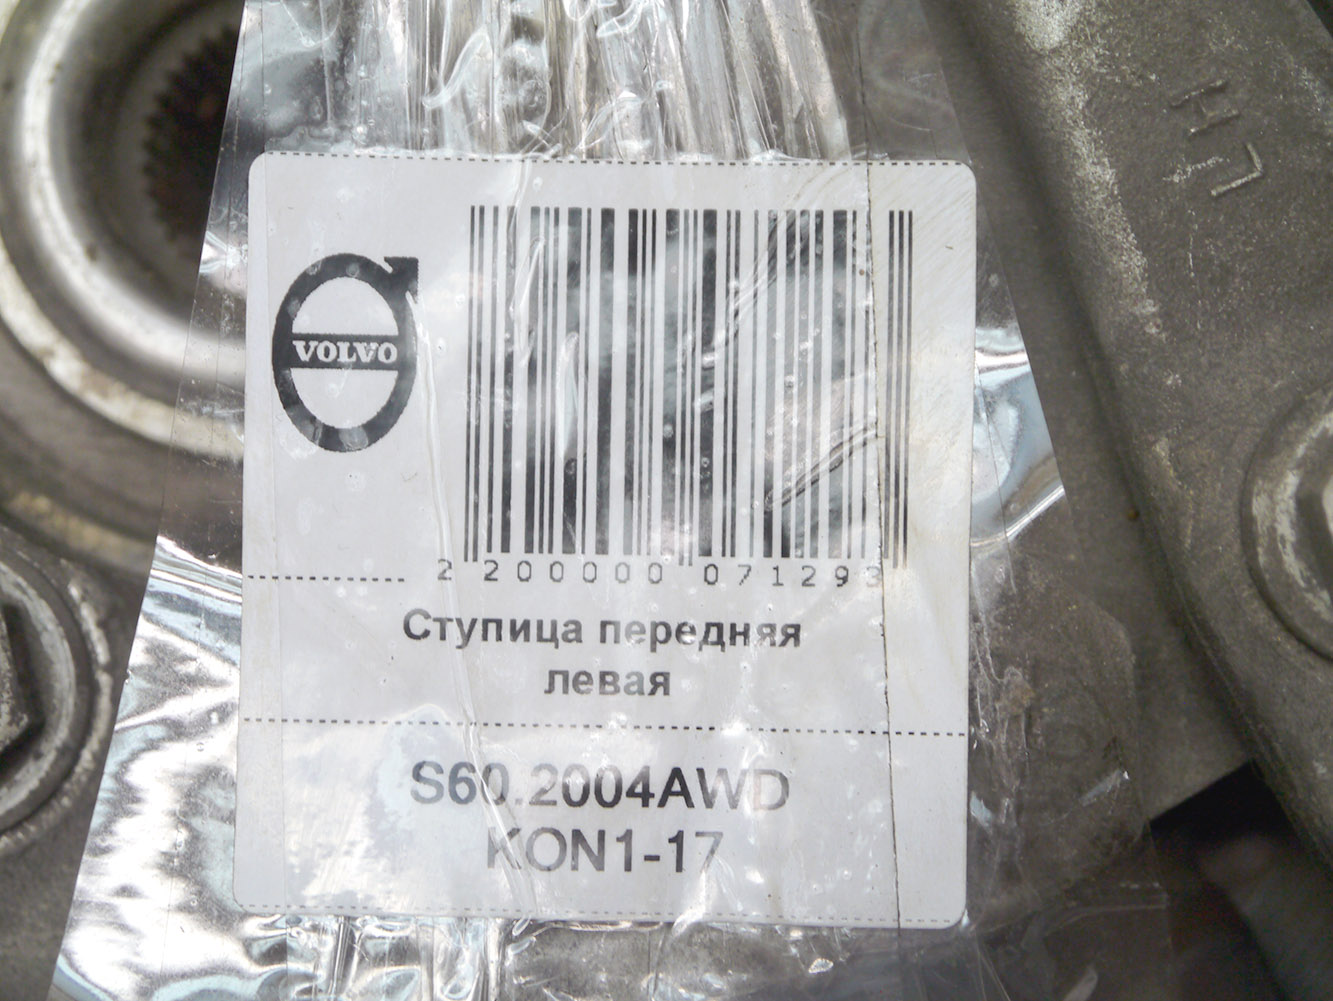 VOLVO
2 200000 071293
Ступица передняя
левая
S60.2004AWD
KON1-17